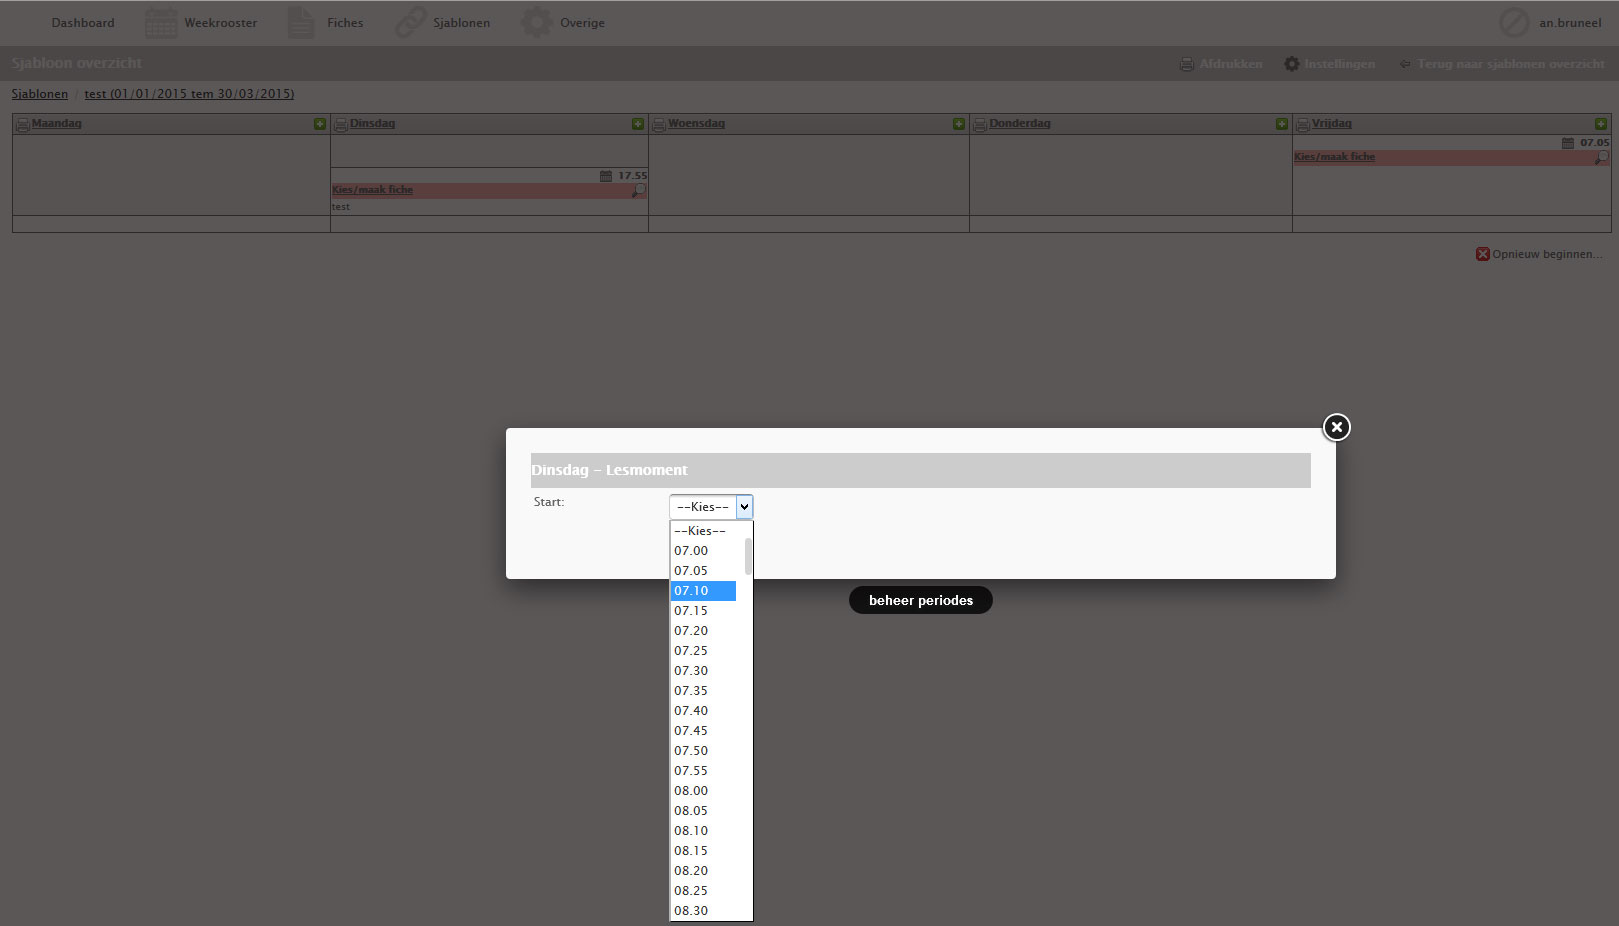 Dashboard Weekrooster Fiches Sjablonen Overige an.bruneel
Sjabloon overzicht Afdrukken Instellingen Terug naar sjablonen overzicht
Sjablonen / test (01/01/2015 tem 30/03/2015)
Maandag Dinsdag Woensdag Donderdag Vrijdag
07.05
Kies/maak fiche
17.55
Kies/maak fiche
test
Opnieuw beginnen...
Dinsdag - Lesmoment
Start: --Kies--
--Kies--
07.00
07.05
07.10
07.15
07.20
07.25
07.30
07.35
07.40
07.45
07.50
07.55
08.00
08.05
08.10
08.15
08.20
08.25
08.30
beheer periodes